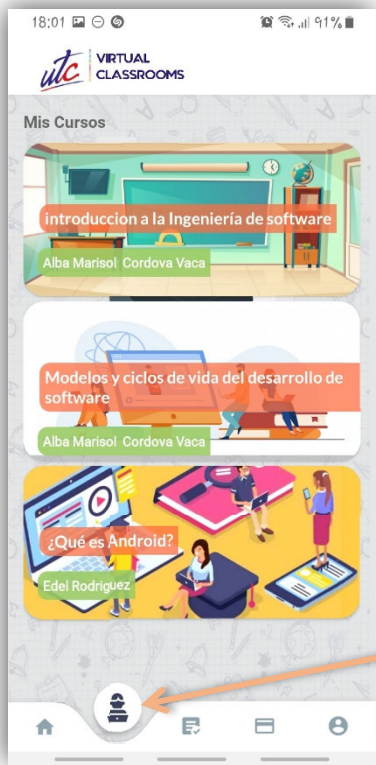 18:01
91%
utc
VIRTUAL
CLASSROOMS
Mis Cursos
introduccion a la Ingeniería de software
Alba Marisol Cordova Vaca
Modelos y ciclos de vida del desarrollo de
software
Alba Marisol Cordova Vaca
¿Qué es Android?
Edel Rodriguez